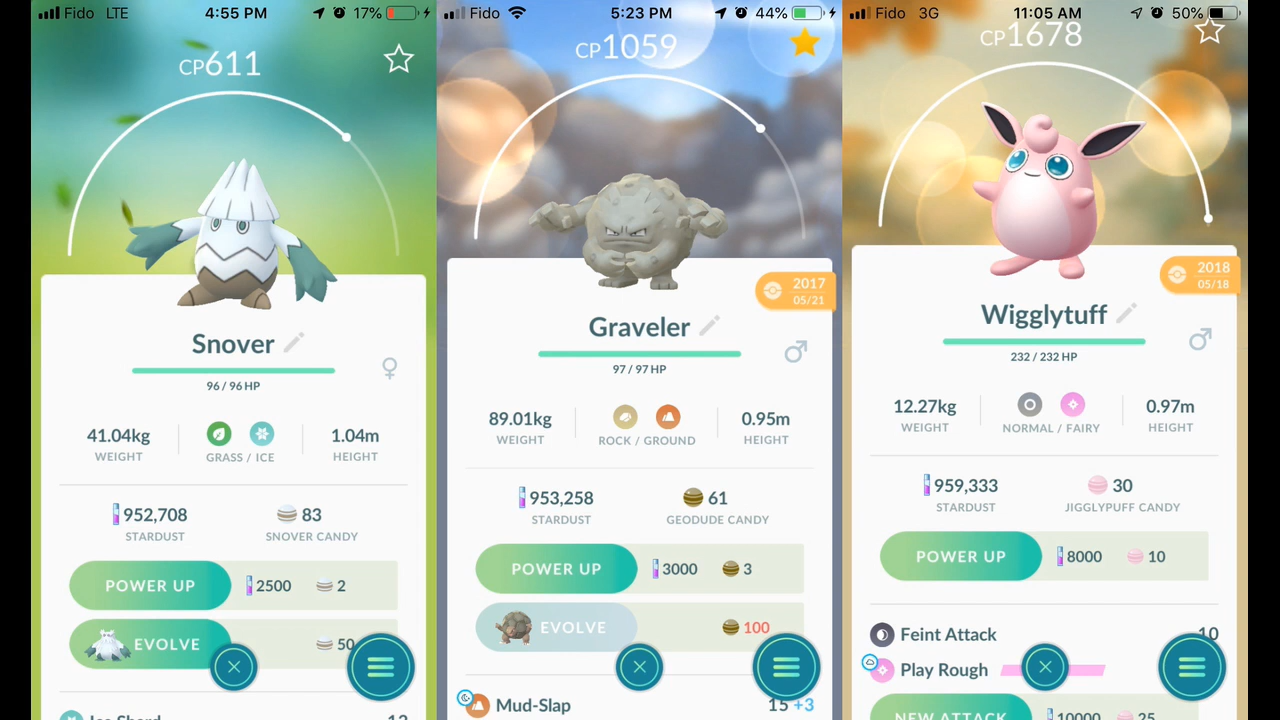 Fido LTE 4:55 PM 17%
CP611
Snover
96 / 96 HP
41.04kg
WEIGHT
GRASS / ICE
1.04m
HEIGHT
952,708
STARDUST
83
SNOVER CANDY
POWER UP 2500 2
EVOLVE 50
Ice Shard 12
Fido 5:23 PM 44%
CP1059
2017
05/21
Graveler
97 / 97 HP
89.01kg
WEIGHT
ROCK / GROUND
0.95m
HEIGHT
953,258
STARDUST
61
GEODUDE CANDY
POWER UP 3000 3
EVOLVE 100
Mud-Slap 15 +3
Fido 3G 11:05 AM 50%
CP1678
2018
05/18
Wigglytuff
232 / 232 HP
12.27kg
WEIGHT
NORMAL / FAIRY
0.97m
HEIGHT
959,333
STARDUST
30
JIGGLYPUFF CANDY
POWER UP 8000 10
Feint Attack 10
Play Rough
NEW ATTACK 10000 25